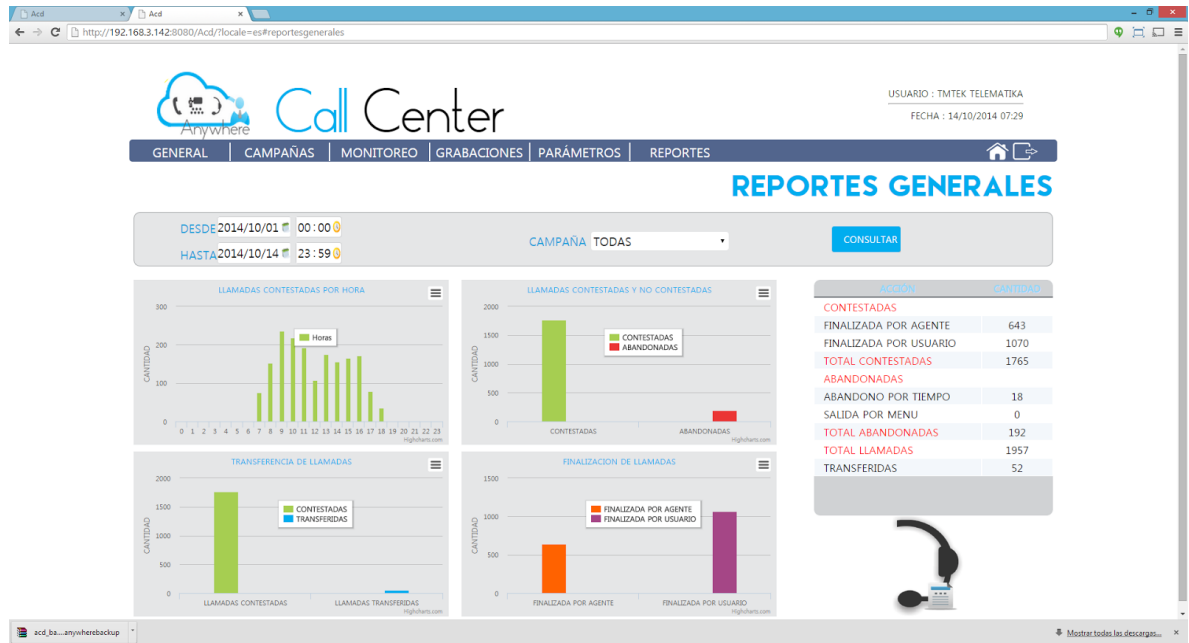 Acd
Acd
http://192.168.3.142:8080/Acd/?locale=es#reportesgenerales
Anywhere
Call Center
USUARIO : TMTEK TELEMATIKA
FECHA : 14/10/2014 07:29
GENERAL CAMPAÑAS MONITOREO GRABACIONES PARÁMETROS REPORTES
REPORTES GENERALES
DESDE 2014/10/01 00:00
HASTA 2014/10/14 23:59
CAMPAÑA TODAS
CONSULTAR
LLAMADAS CONTESTADAS POR HORA
CANTIDAD
300
200
100
0
Horas
0 1 2 3 4 5 6 7 8 9 10 11 12 13 14 15 16 17 18 19 20 21 22 23
Highcharts.com
LLAMADAS CONTESTADAS Y NO CONTESTADAS
CANTIDAD
2000
1500
1000
500
0
CONTESTADAS
ABANDONADAS
CONTESTADAS ABANDONADAS
Highcharts.com
ACCIÓN CANTIDAD
CONTESTADAS
FINALIZADA POR AGENTE 643
FINALIZADA POR USUARIO 1070
TOTAL CONTESTADAS 1765
ABANDONADAS
ABANDONO POR TIEMPO 18
SALIDA POR MENU 0
TOTAL ABANDONADAS 192
TOTAL LLAMADAS 1957
TRANSFERIDAS 52
TRANSFERENCIA DE LLAMADAS
CANTIDAD
2000
1500
1000
500
0
CONTESTADAS
TRANSFERIDAS
LLAMADAS CONTESTADAS LLAMADAS TRANSFERIDAS
Highcharts.com
FINALIZACION DE LLAMADAS
CANTIDAD
1500
1000
500
0
FINALIZADA POR AGENTE
FINALIZADA POR USUARIO
FINALIZADA POR AGENTE FINALIZADA POR USUARIO
Highcharts.com
acd_ba....anywherebackup
Mostrar todas las descargas...